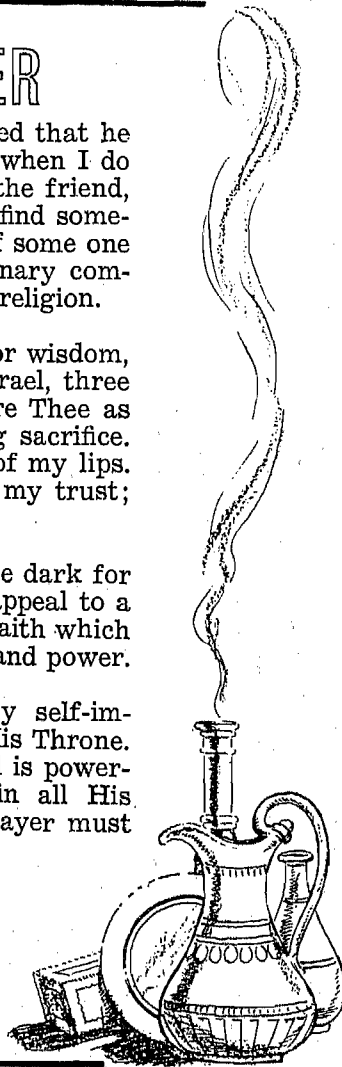 ER
ed that he
when I do
the friend,
find some-
f some one
nary com-
religion.
or wisdom,
rael, three
re Thee as
g sacrifice.
of my lips.
my trust;
e dark for
appeal to a
aith which
and power.
y self-im-
is Throne.
is power-
in all His
ayer must